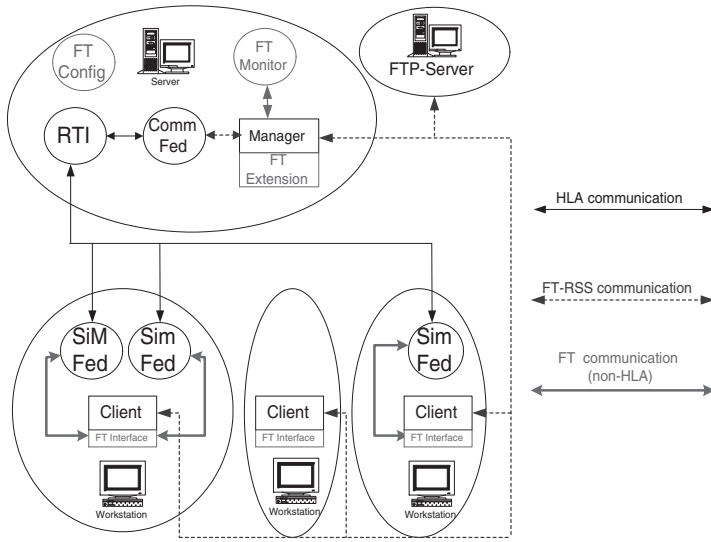 FT
Config
Server
FT
Monitor
FTP-Server
RTI
Comm
Fed
Manager
FT
Extension
HLA communication
FT-RSS communication
FT communication
(non-HLA)
SiM
Fed
Sim
Fed
Sim
Fed
Client
FT Interface
Client
FT Interface
Client
FT Interface
Workstation
Workstation
Workstation